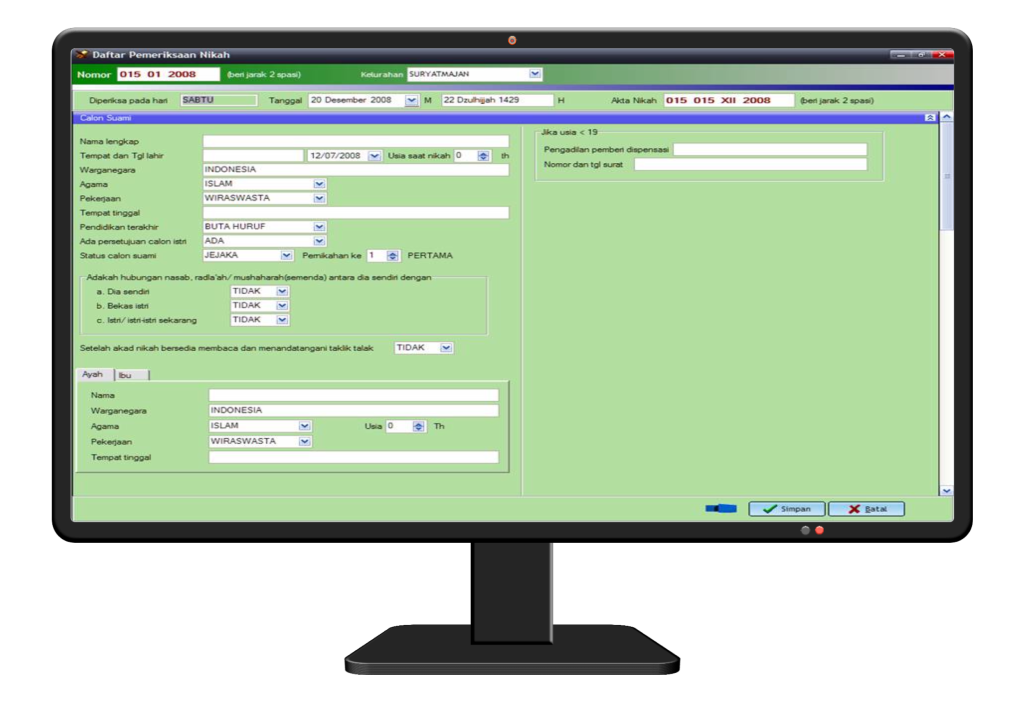 Daftar Pemeriksaan Nikah
Nomor 015 01 2008 (beri jarak 2 spasi) Kelurahan SURYATMAJAN
Diperiksa pada hari SABTU Tanggal 20 Desember 2008 M 22 Dzulhijjah 1429 H Akta Nikah 015 015 XII 2008 (beri jarak 2 spasi)
Calon Suami
Nama lengkap
Tempat dan Tgl lahir 12/07/2008 Usia saat nikah 0 th
Warganegara INDONESIA
Agama ISLAM
Pekerjaan WIRASWASTA
Tempat tinggal
Pendidikan terakhir BUTA HURUF
Ada persetujuan calon istri ADA
Status calon suami JEJAKA Pernikahan ke 1 PERTAMA
Adakah hubungan nasab, radla'ah/ mushaharah(semenda) antara dia sendiri dengan
a. Dia sendiri TIDAK
b. Bekas istri TIDAK
c. Istri/ istri-istri sekarang TIDAK
Setelah akad nikah bersedia membaca dan menandatangani taklik talak TIDAK
Ayah Ibu
Nama
Warganegara INDONESIA
Agama ISLAM Usia 0 Th
Pekerjaan WIRASWASTA
Tempat tinggal
Jika usia < 19
Pengadilan pemberi dispensasi
Nomor dan tgl surat
Simpan Batal